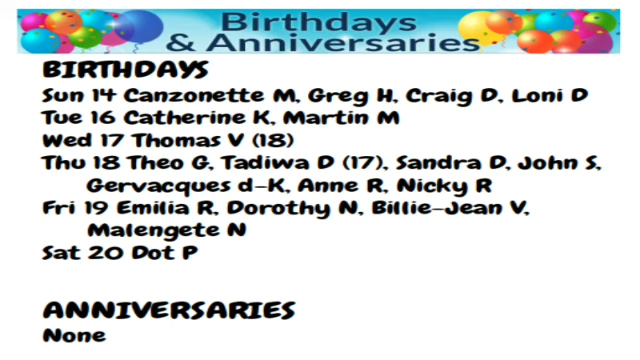 Birthdays
& Anniversaries
BIRTHDAYS
Sun 14 Canzonette M, Greg H, Craig D, Loni D
Tue 16 Catherine K, Martin M
Wed 17 Thomas V (18)
Thu 18 Theo G, Tadiwa D (17), Sandra D, John S,
Gervacques d-K, Anne R, Nicky R
Fri 19 Emilia R, Dorothy N, Billie-Jean V,
Malengete N
Sat 20 Dot P
ANNIVERSARIES
None